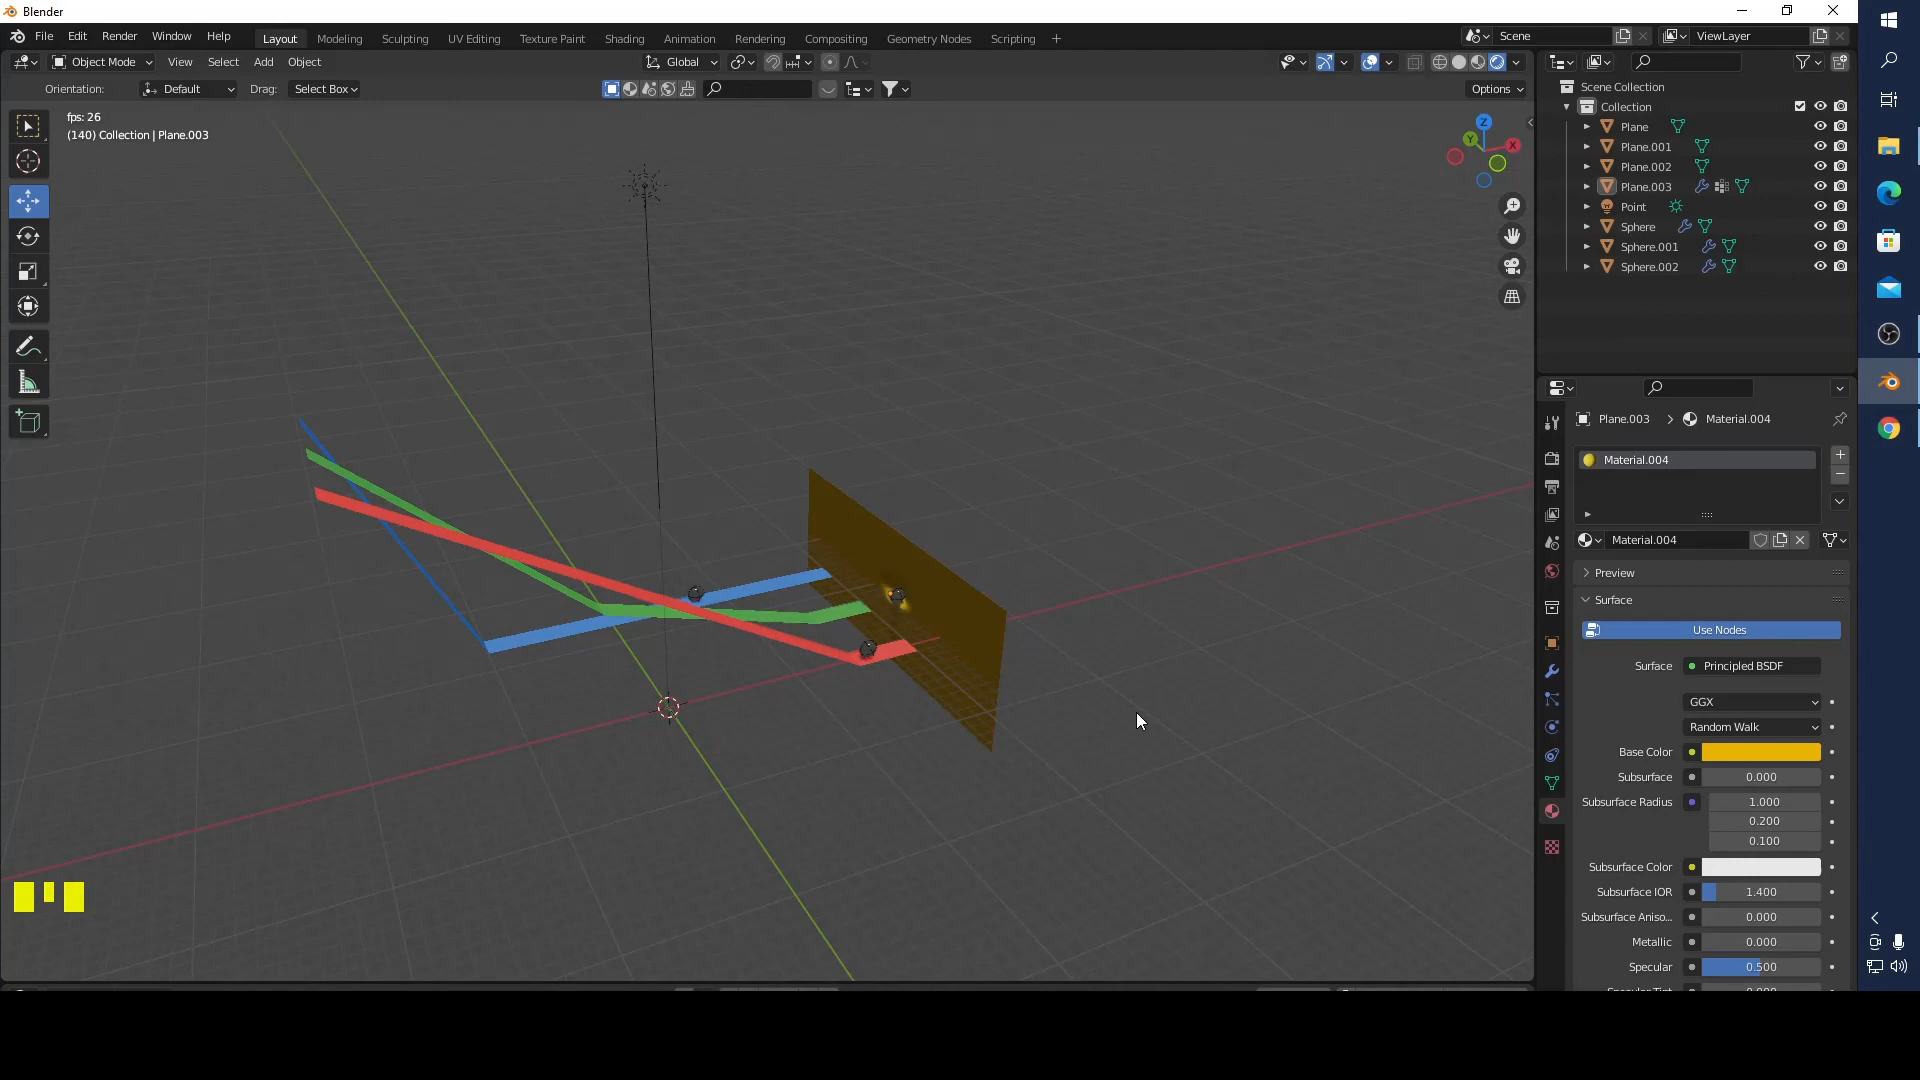 Blender
File Edit Render Window Help
Layout Modeling Sculpting UV Editing Texture Paint Shading Animation Rendering Compositing Geometry Nodes Scripting +
Scene
ViewLayer
Object Mode View Select Add Object
Global
Orientation: Default Drag: Select Box
Options
fps: 26
(140) Collection | Plane.003
Z
Y
X
Scene Collection
Collection
Plane
Plane.001
Plane.002
Plane.003
Point
Sphere
Sphere.001
Sphere.002
Plane.003 > Material.004
Material.004
Material.004
Preview
Surface
Use Nodes
Surface Principled BSDF
GGX
Random Walk
Base Color
Subsurface 0.000
Subsurface Radius 1.000
0.200
0.100
Subsurface Color
Subsurface IOR 1.400
Subsurface Aniso... 0.000
Metallic 0.000
Specular 0.500